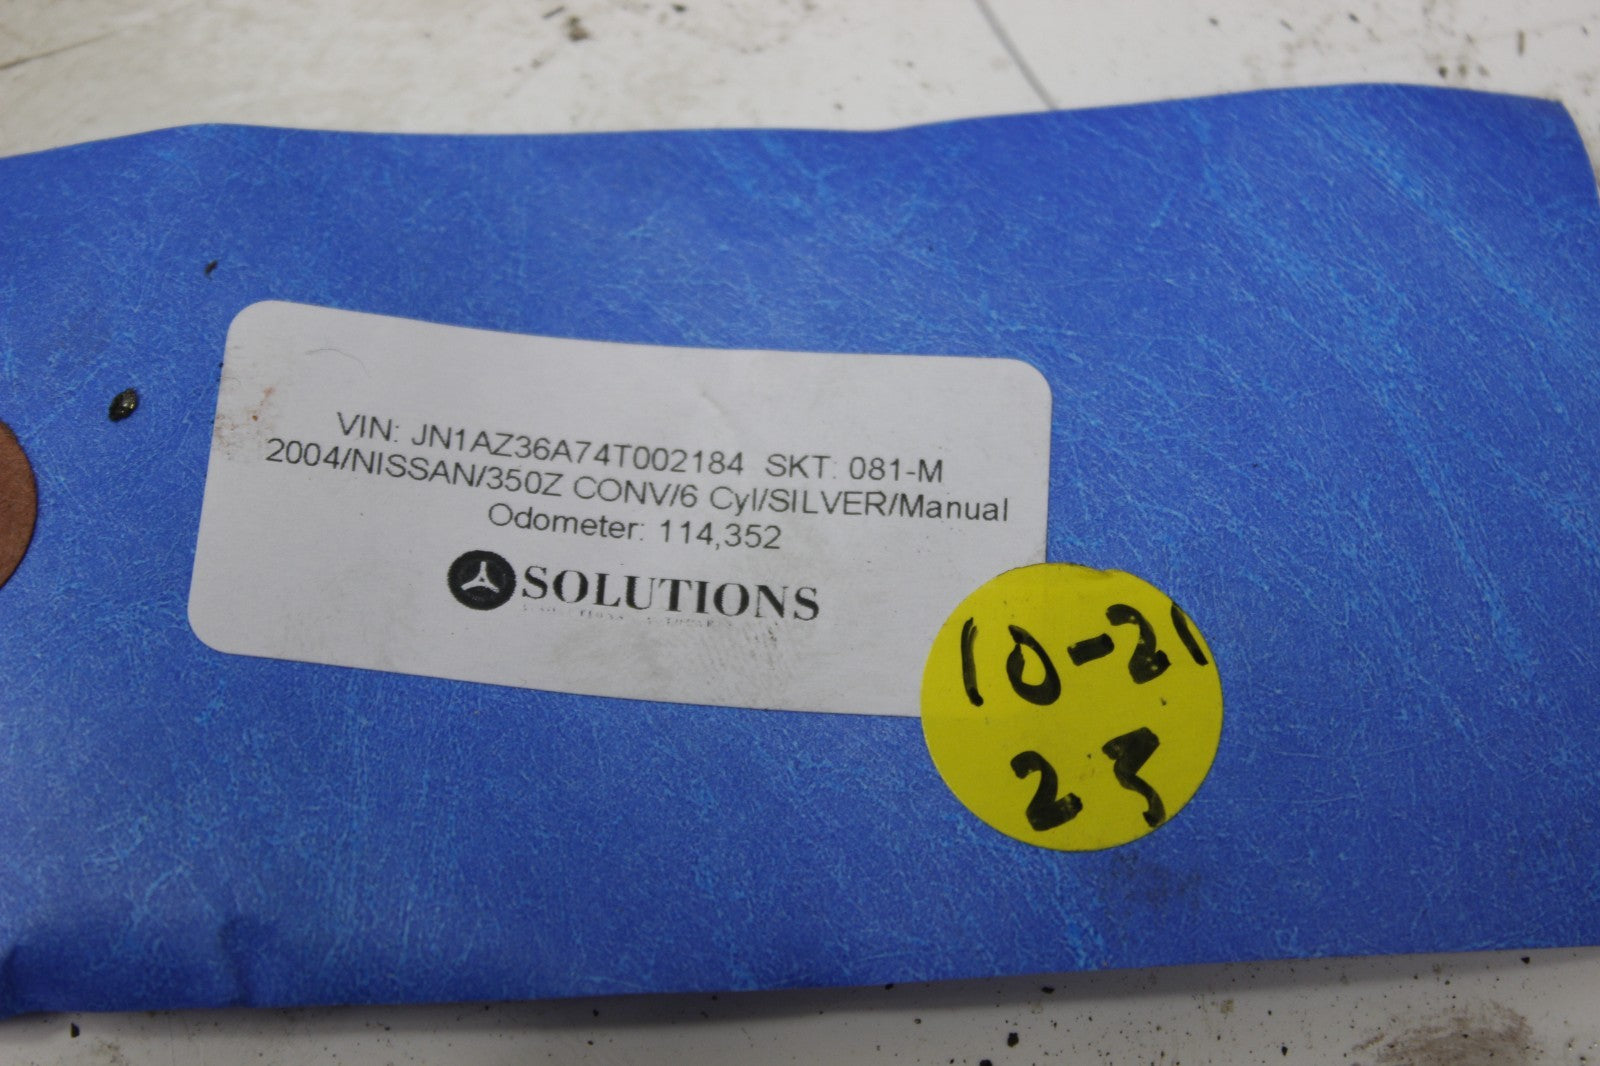 VIN: JN1AZ36A74T002184 SKT: 081-M
2004/NISSAN/350Z CONV/6 Cyl/SILVER/Manual
Odometer: 114,352
SOLUTIONS
10-21
23